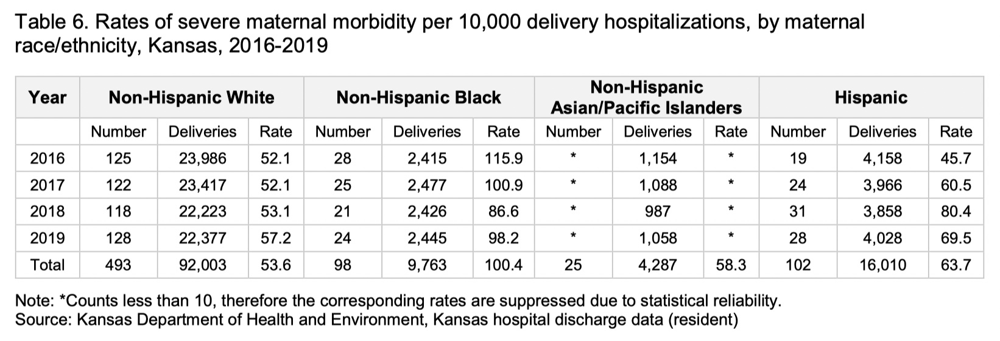 Table 6. Rates of severe maternal morbidity per 10,000 delivery hospitalizations, by maternal
race/ethnicity, Kansas, 2016-2019
Year Non-Hispanic White Non-Hispanic Black Non-Hispanic Asian/Pacific Islanders Hispanic
Number Deliveries Rate Number Deliveries Rate Number Deliveries Rate Number Deliveries Rate
2016 125 23,986 52.1 28 2,415 115.9 * 1,154 * 19 4,158 45.7
2017 122 23,417 52.1 25 2,477 100.9 * 1,088 * 24 3,966 60.5
2018 118 22,223 53.1 21 2,426 86.6 * 987 * 31 3,858 80.4
2019 128 22,377 57.2 24 2,445 98.2 * 1,058 * 28 4,028 69.5
Total 493 92,003 53.6 98 9,763 100.4 25 4,287 58.3 102 16,010 63.7
Note: *Counts less than 10, therefore the corresponding rates are suppressed due to statistical reliability.
Source: Kansas Department of Health and Environment, Kansas hospital discharge data (resident)